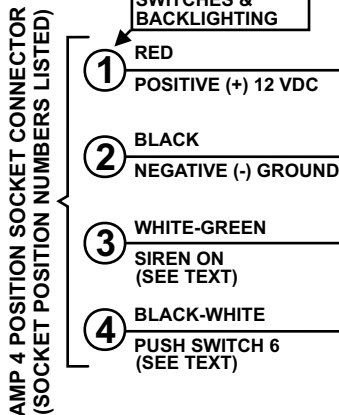 SWITCHES &
BACKLIGHTING
AMP 4 POSITION SOCKET CONNECTOR
(SOCKET POSITION NUMBERS LISTED)
1
RED
POSITIVE (+) 12 VDC
2
BLACK
NEGATIVE (-) GROUND
3
WHITE-GREEN
SIREN ON
(SEE TEXT)
4
BLACK-WHITE
PUSH SWITCH 6
(SEE TEXT)